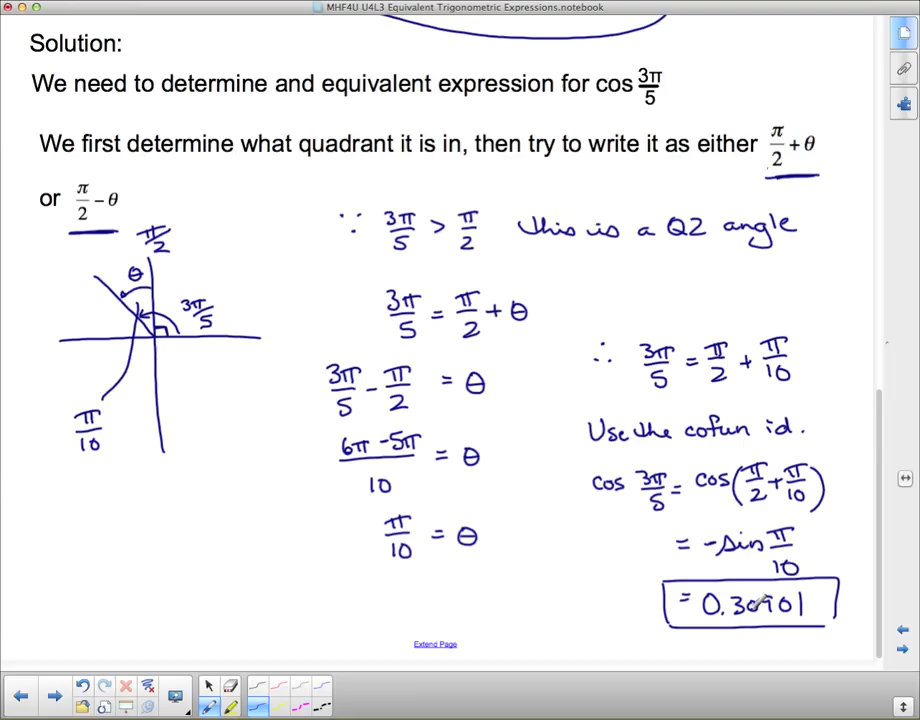 MHF4U U4L3 Equivalent Trigonometric Expressions.notebook
Solution:
We need to determine and equivalent expression for cos 3π/5
We first determine what quadrant it is in, then try to write it as either π/2 + θ
or π/2 − θ
π/2
θ
3π/5
π/10
∵ 3π/5 > π/2 this is a Q2 angle
3π/5 = π/2 + θ
3π/5 − π/2 = θ
6π − 5π/10 = θ
π/10 = θ
∴ 3π/5 = π/2 + π/10
Use the cofun id.
cos 3π/5 = cos(π/2 + π/10)
= −sin π/10
= 0.30901
Extend Page